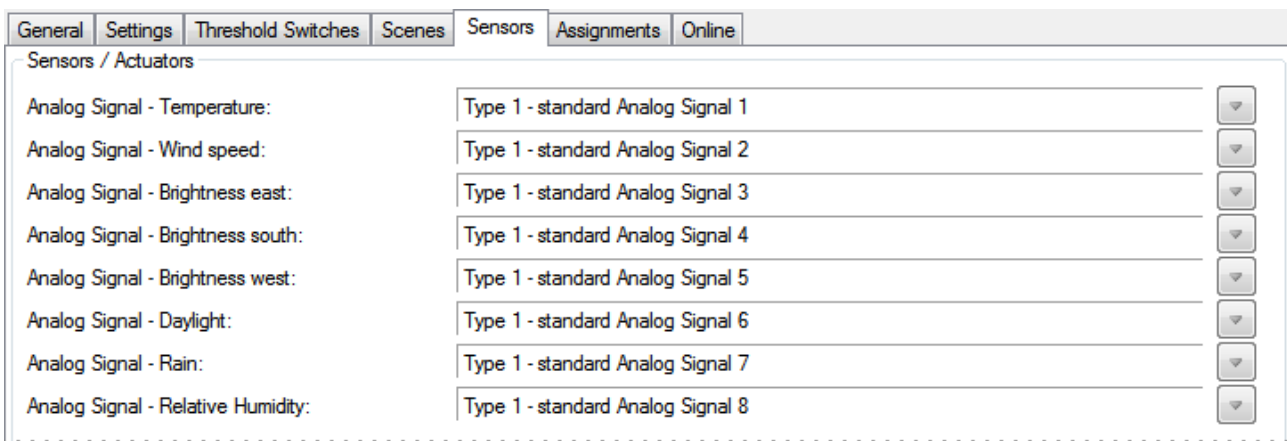 General Settings Threshold Switches Scenes Sensors Assignments Online
Sensors / Actuators
Analog Signal - Temperature: Type 1 - standard Analog Signal 1
Analog Signal - Wind speed: Type 1 - standard Analog Signal 2
Analog Signal - Brightness east: Type 1 - standard Analog Signal 3
Analog Signal - Brightness south: Type 1 - standard Analog Signal 4
Analog Signal - Brightness west: Type 1 - standard Analog Signal 5
Analog Signal - Daylight: Type 1 - standard Analog Signal 6
Analog Signal - Rain: Type 1 - standard Analog Signal 7
Analog Signal - Relative Humidity: Type 1 - standard Analog Signal 8